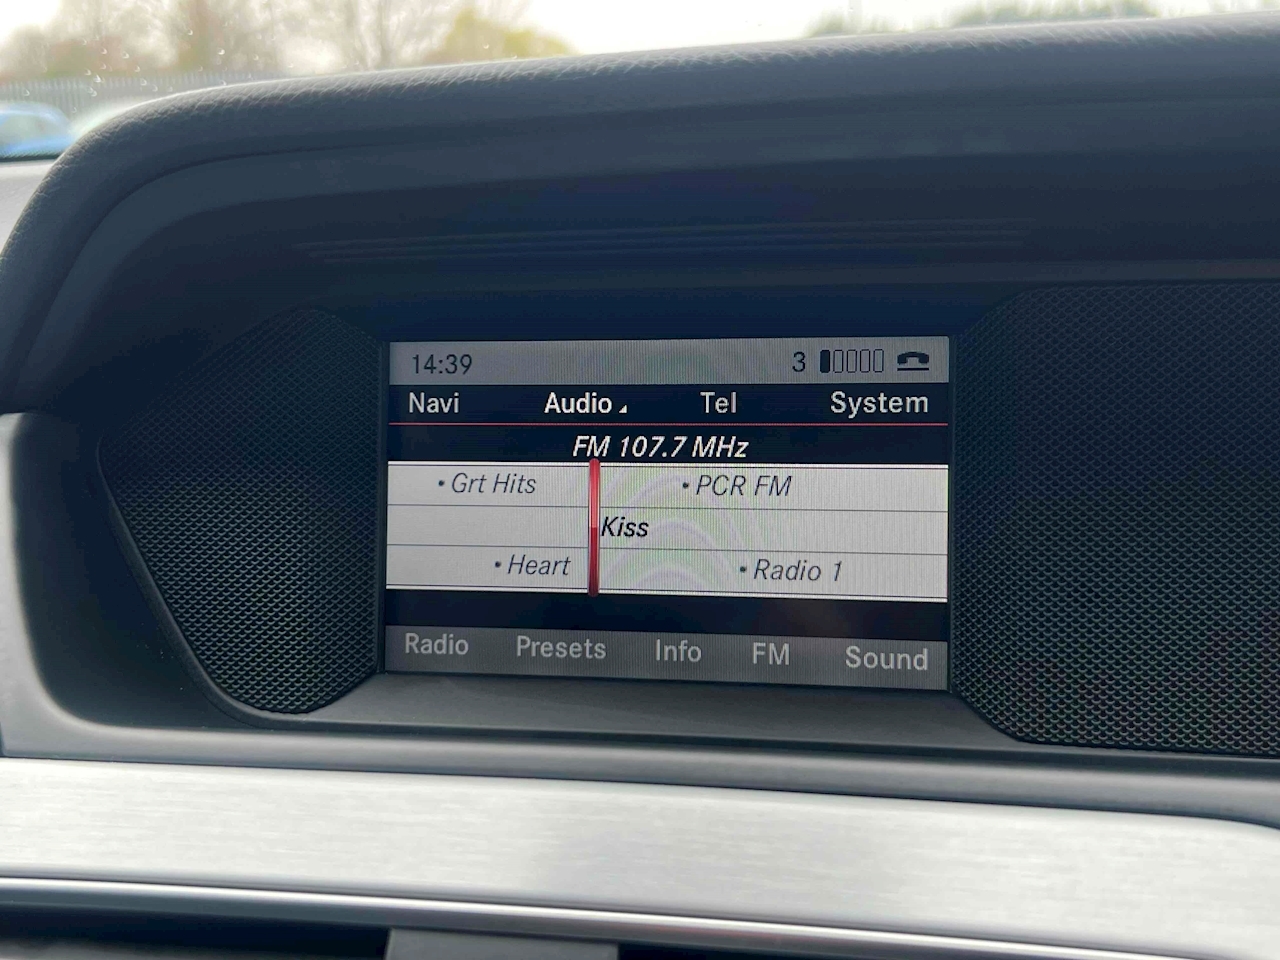 14:39 3
Navi Audio Tel System
FM 107.7 MHz
• Grt Hits • PCR FM
Kiss
• Heart • Radio 1
Radio Presets Info FM Sound